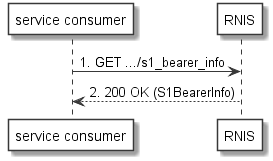 service consumer RNIS
1. GET .../s1_bearer_info
2. 200 OK (S1BearerInfo)
service consumer RNIS